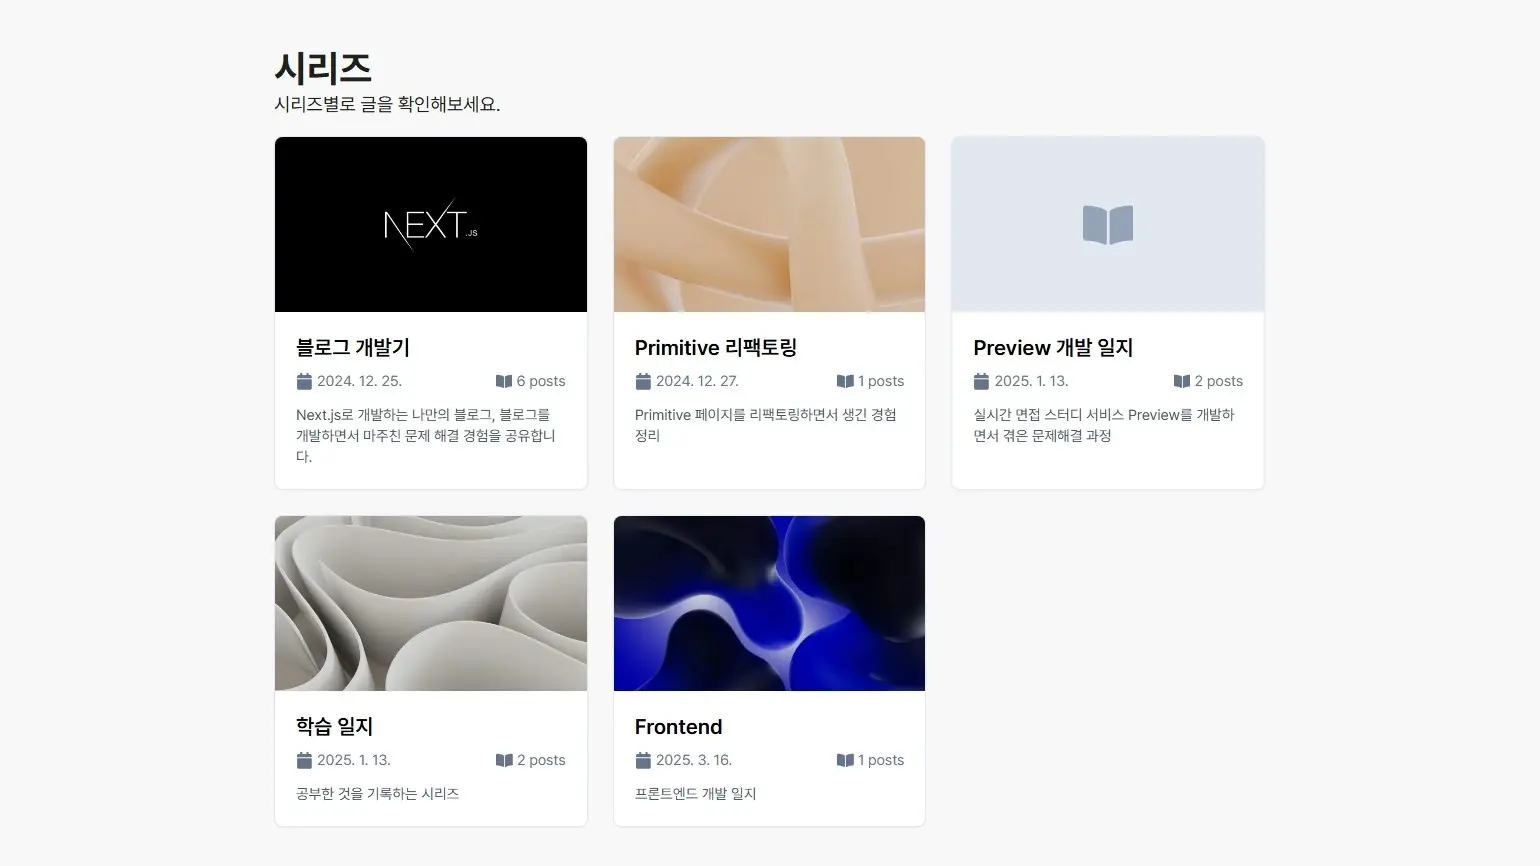 시리즈
시리즈별로 글을 확인해보세요.
NEXT.JS
블로그 개발기
2024. 12. 25.
6 posts
Next.js로 개발하는 나만의 블로그, 블로그를
개발하면서 마주친 문제 해결 경험을 공유합니
다.
Primitive 리팩토링
2024. 12. 27.
1 posts
Primitive 페이지를 리팩토링하면서 생긴 경험
정리
Preview 개발 일지
2025. 1. 13.
2 posts
실시간 면접 스터디 서비스 Preview를 개발하
면서 겪은 문제해결 과정
학습 일지
2025. 1. 13.
2 posts
공부한 것을 기록하는 시리즈
Frontend
2025. 3. 16.
1 posts
프론트엔드 개발 일지